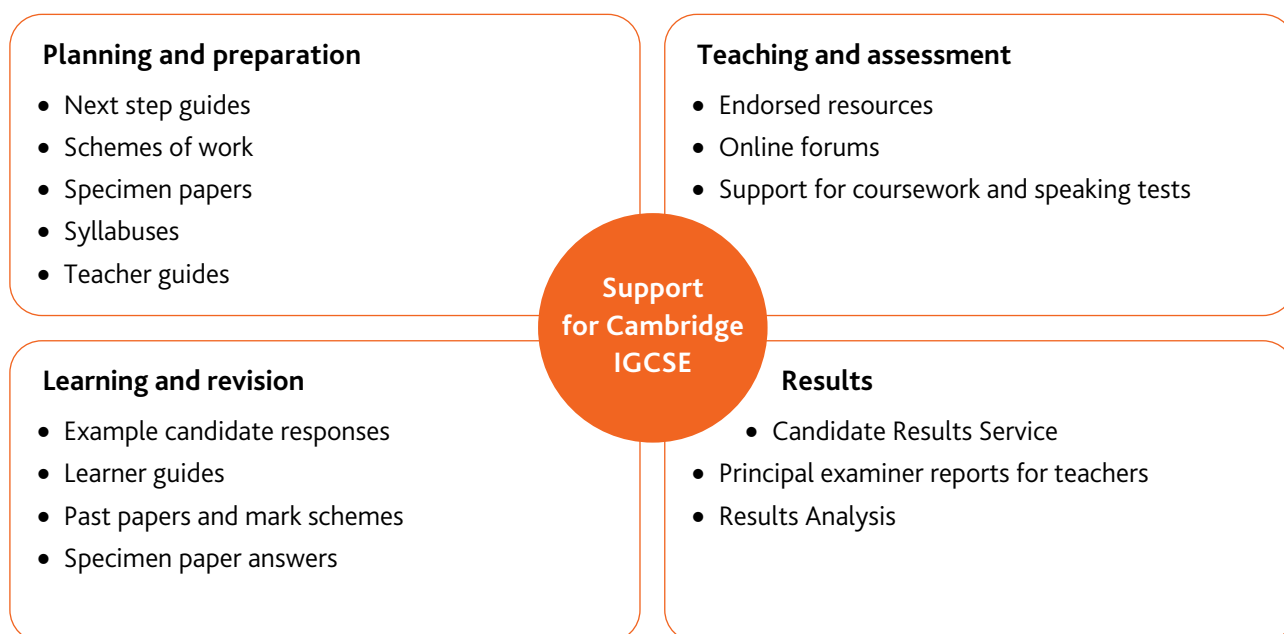 Planning and preparation
• Next step guides
• Schemes of work
• Specimen papers
• Syllabuses
• Teacher guides
Teaching and assessment
• Endorsed resources
• Online forums
• Support for coursework and speaking tests
Support
for Cambridge
IGCSE
Learning and revision
• Example candidate responses
• Learner guides
• Past papers and mark schemes
• Specimen paper answers
Results
• Candidate Results Service
• Principal examiner reports for teachers
• Results Analysis